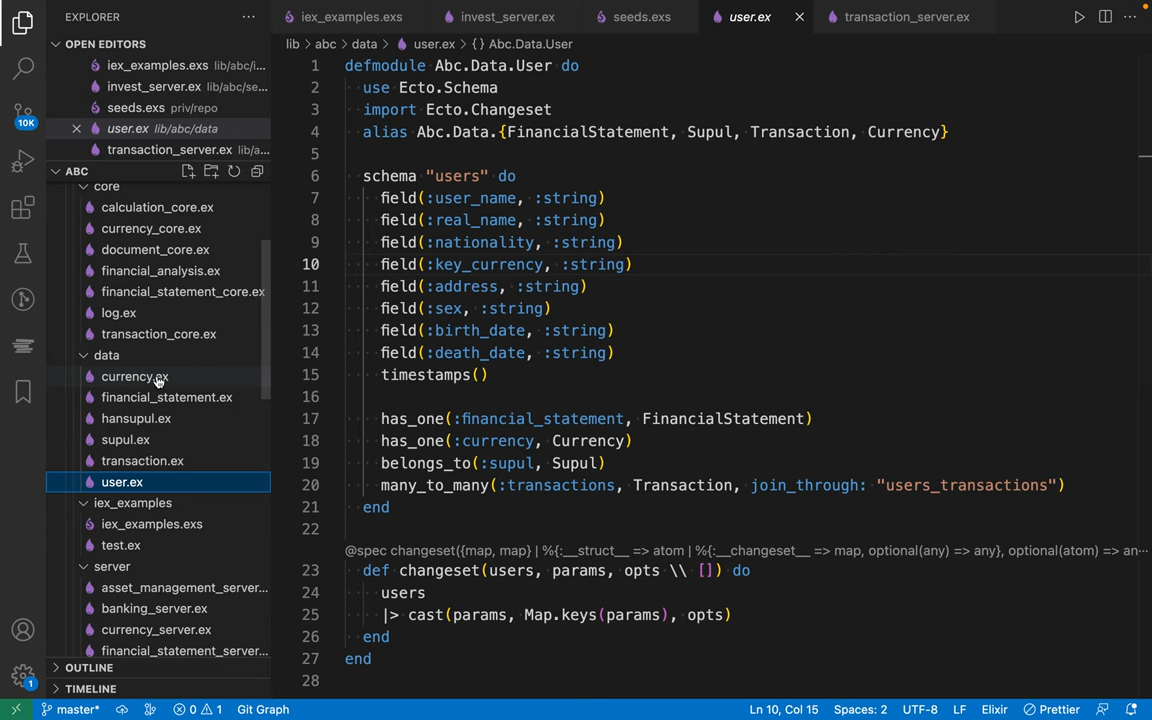 EXPLORER
OPEN EDITORS
iex_examples.exs lib/abc/i...
invest_server.ex lib/abc/se...
seeds.exs priv/repo
user.ex lib/abc/data
transaction_server.ex lib/a...
ABC
core
calculation_core.ex
currency_core.ex
document_core.ex
financial_analysis.ex
financial_statement_core.ex
log.ex
transaction_core.ex
data
currency.ex
financial_statement.ex
hansupul.ex
supul.ex
transaction.ex
user.ex
iex_examples
iex_examples.exs
test.ex
server
asset_management_server...
banking_server.ex
currency_server.ex
financial_statement_server...
OUTLINE
TIMELINE
10K
1
iex_examples.exs invest_server.ex seeds.exs user.ex transaction_server.ex
lib > abc > data > user.ex > {} Abc.Data.User
1 defmodule Abc.Data.User do
2 use Ecto.Schema
3 import Ecto.Changeset
4 alias Abc.Data.{FinancialStatement, Supul, Transaction, Currency}
5
6 schema "users" do
7 field(:user_name, :string)
8 field(:real_name, :string)
9 field(:nationality, :string)
10 field(:key_currency, :string)
11 field(:address, :string)
12 field(:sex, :string)
13 field(:birth_date, :string)
14 field(:death_date, :string)
15 timestamps()
16
17 has_one(:financial_statement, FinancialStatement)
18 has_one(:currency, Currency)
19 belongs_to(:supul, Supul)
20 many_to_many(:transactions, Transaction, join_through: "users_transactions")
21 end
22
@spec changeset({map, map} | %{:__struct__ => atom | %{:__changeset__ => map, optional(any) => any}, optional(atom) => an...
23 def changeset(users, params, opts \\ []) do
24 users
25 |> cast(params, Map.keys(params), opts)
26 end
27 end
28
master* 0 1 Git Graph Ln 10, Col 15 Spaces: 2 UTF-8 LF Elixir Prettier